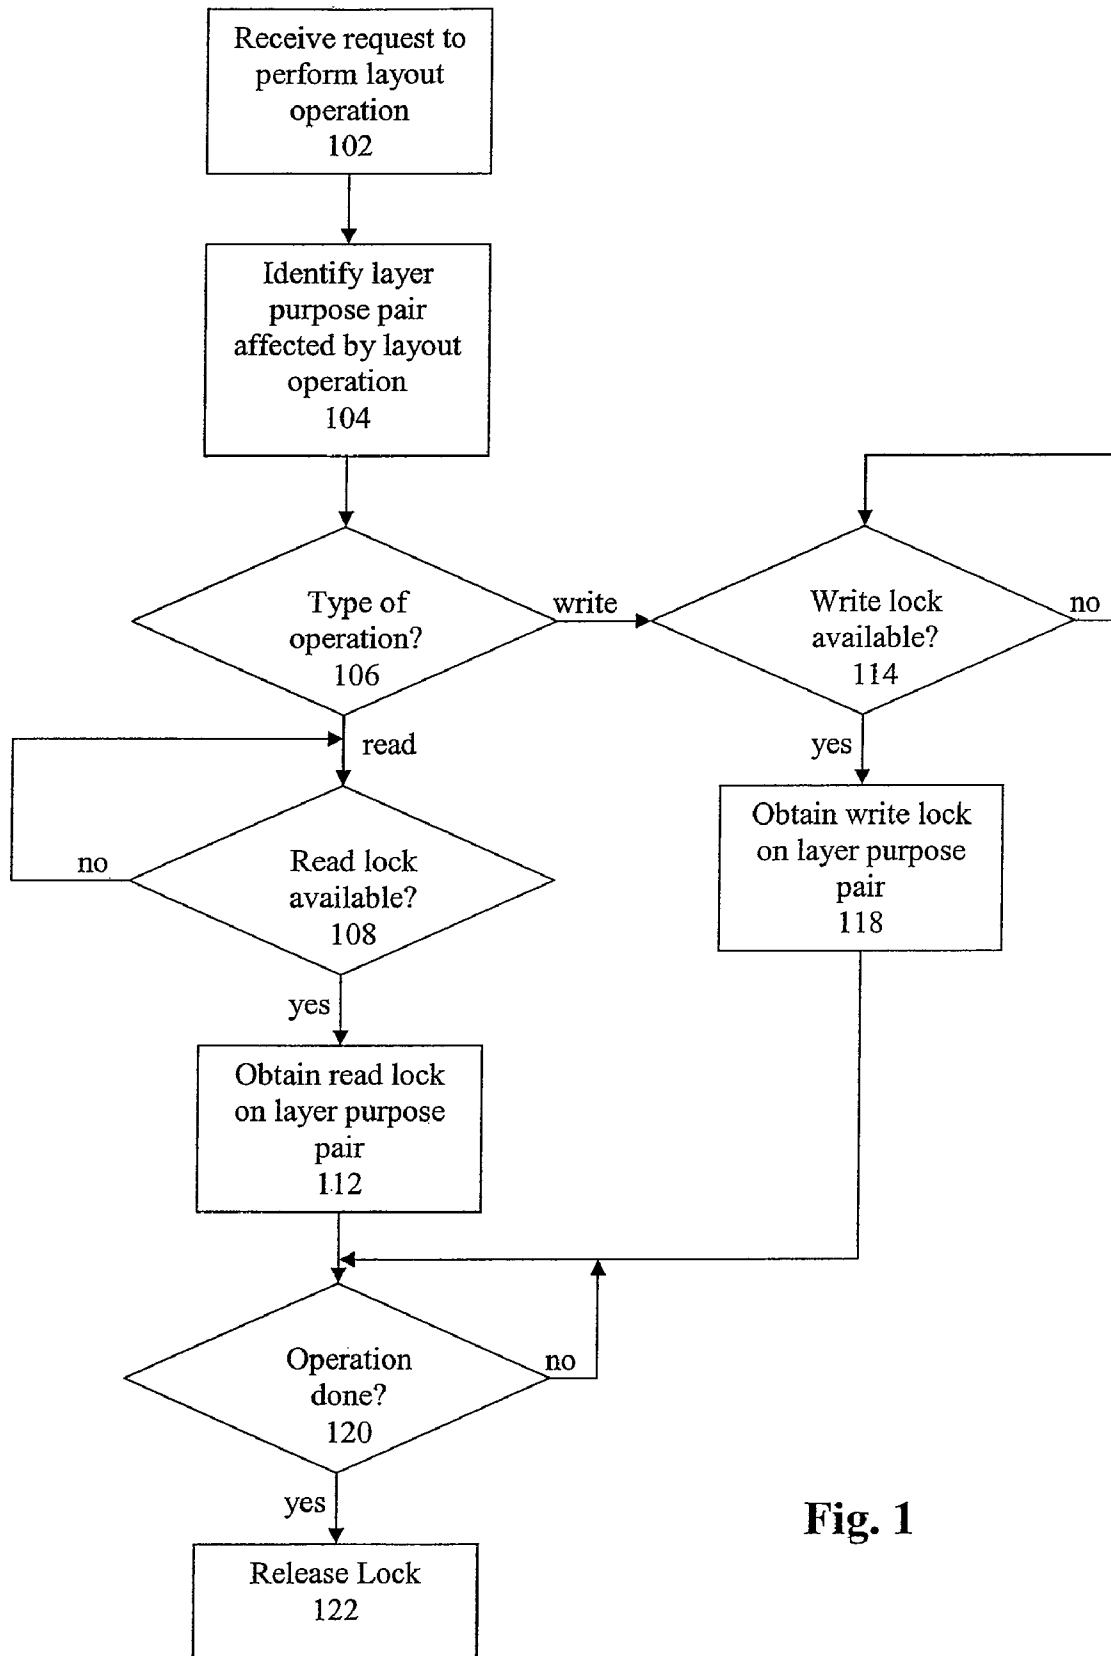 Receive request to
perform layout
operation
102
Identify layer
purpose pair
affected by layout
operation
104
Type of
operation?
106
write
Write lock
available?
114
no
read
yes
Read lock
available?
108
no
Obtain write lock
on layer purpose
pair
118
yes
Obtain read lock
on layer purpose
pair
112
Operation
done?
120
no
yes
Release Lock
122
Fig. 1